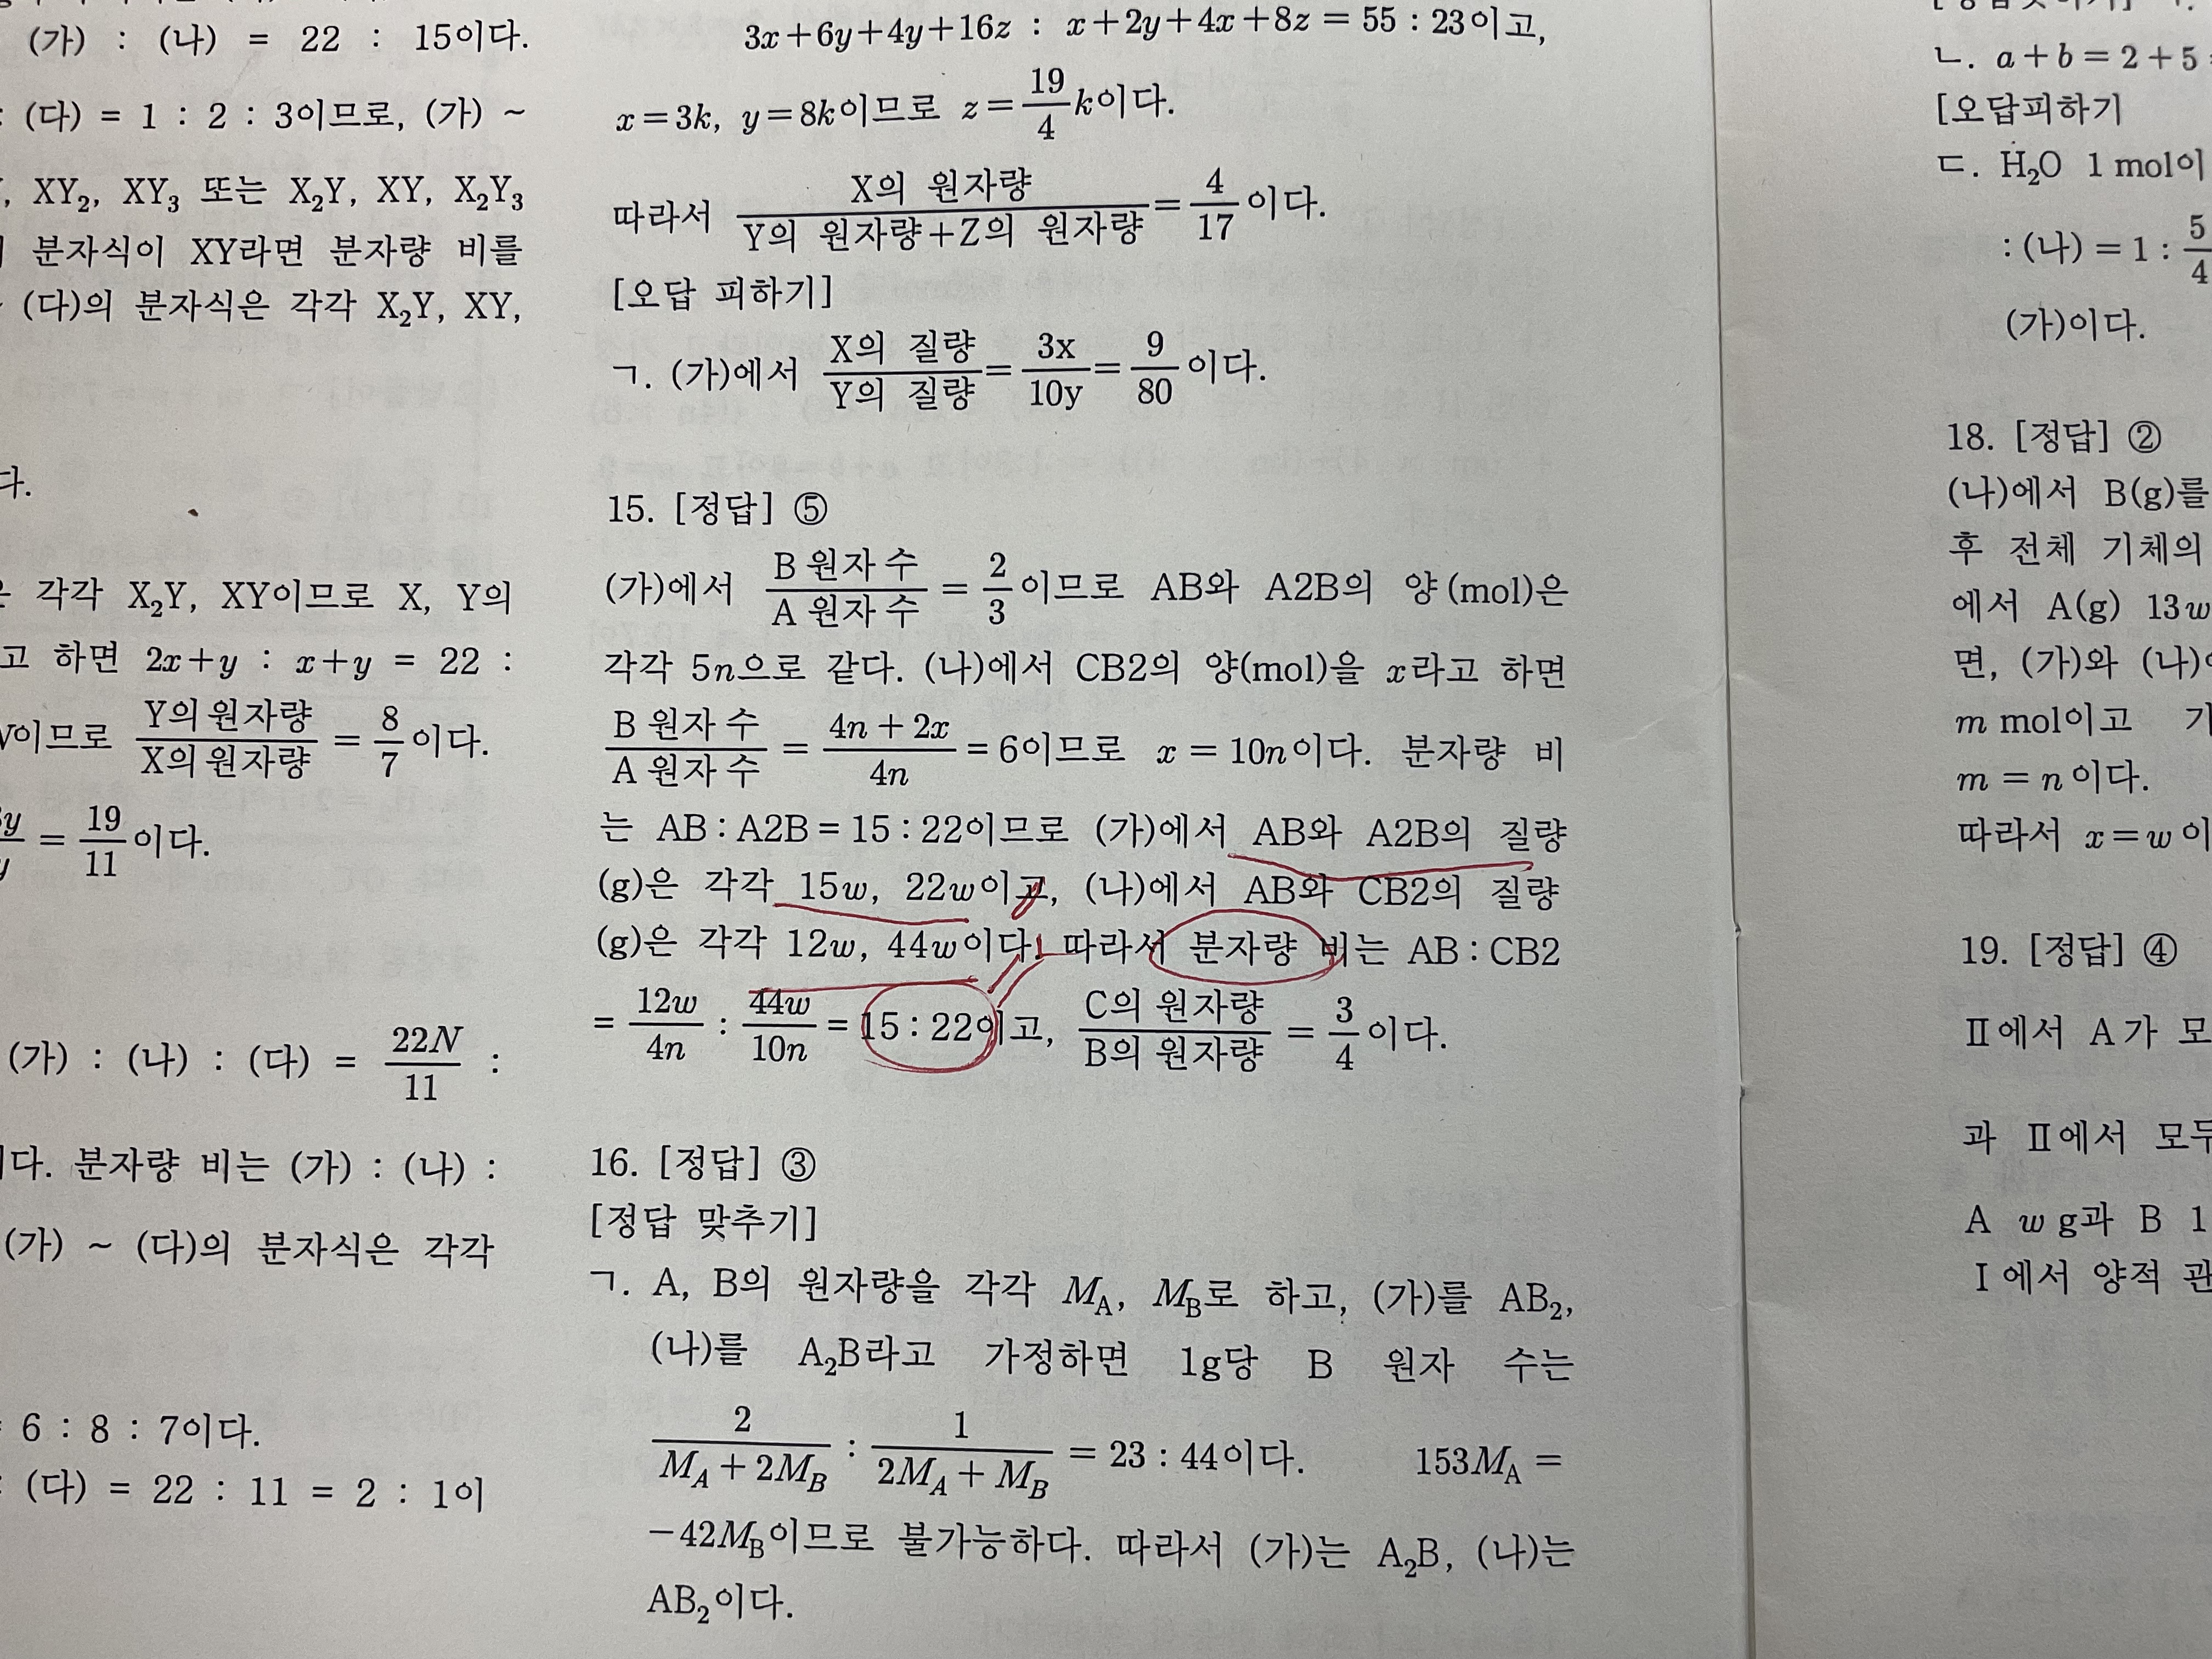 (가) : (나) = 22 : 15이다.
: (다) = 1 : 2 : 3이므로, (가) ~
, XY₂, XY₃ 또는 X₂Y, XY, X₂Y₃
분자식이 XY라면 분자량 비를
(다)의 분자식은 각각 X₂Y, XY,
다.
각각 X₂Y, XY이므로 X, Y의
고 하면 2x+y : x+y = 22 :
이므로 Y의 원자량/X의 원자량 = 8/7 이다.
= 19/11 이다.
(가) : (나) : (다) = 22N/11 :
이다. 분자량 비는 (가) : (나) :
(가) ~ (다)의 분자식은 각각
6 : 8 : 7이다.
: (다) = 22 : 11 = 2 : 1이
3x+6y+4y+16z : x+2y+4x+8z = 55 : 23이고,
x=3k, y=8k이므로 z=19/4 k이다.
따라서 X의 원자량/Y의 원자량+Z의 원자량 = 4/17 이다.
[오답 피하기]
ㄱ. (가)에서 X의 질량/Y의 질량 = 3x/10y = 9/80 이다.
15. [정답] ⑤
(가)에서 B 원자 수/A 원자 수 = 2/3 이므로 AB와 A2B의 양(mol)은
각각 5n으로 같다. (나)에서 CB2의 양(mol)을 x라고 하면
B 원자 수/A 원자 수 = 4n + 2x/4n = 6이므로 x = 10n이다. 분자량 비
는 AB : A2B = 15 : 22이므로 (가)에서 AB와 A2B의 질량
(g)은 각각 15w, 22w이고, (나)에서 AB와 CB2의 질량
(g)은 각각 12w, 44w이다. 따라서 분자량 비는 AB : CB2
= 12w/4n : 44w/10n = 15 : 22이고, C의 원자량/B의 원자량 = 3/4 이다.
16. [정답] ③
[정답 맞추기]
ㄱ. A, B의 원자량을 각각 M_A, M_B로 하고, (가)를 AB₂,
(나)를 A₂B라고 가정하면 1g당 B 원자 수는
2/M_A + 2M_B : 1/2M_A + M_B = 23 : 44이다. 153M_A =
−42M_B이므로 불가능하다. 따라서 (가)는 A₂B, (나)는
AB₂이다.
ㄴ. a+b=2+5
[오답피하기
ㄷ. H₂O 1 mol이
: (나) = 1 : 5/4
(가)이다.
18. [정답] ②
(나)에서 B(g)를
후 전체 기체의
에서 A(g) 13w
면, (가)와 (나)
m mol이고 기
m = n이다.
따라서 x=w이
19. [정답] ④
Ⅱ에서 A가 모
과 Ⅱ에서 모두
A w g과 B 1
Ⅰ에서 양적 관